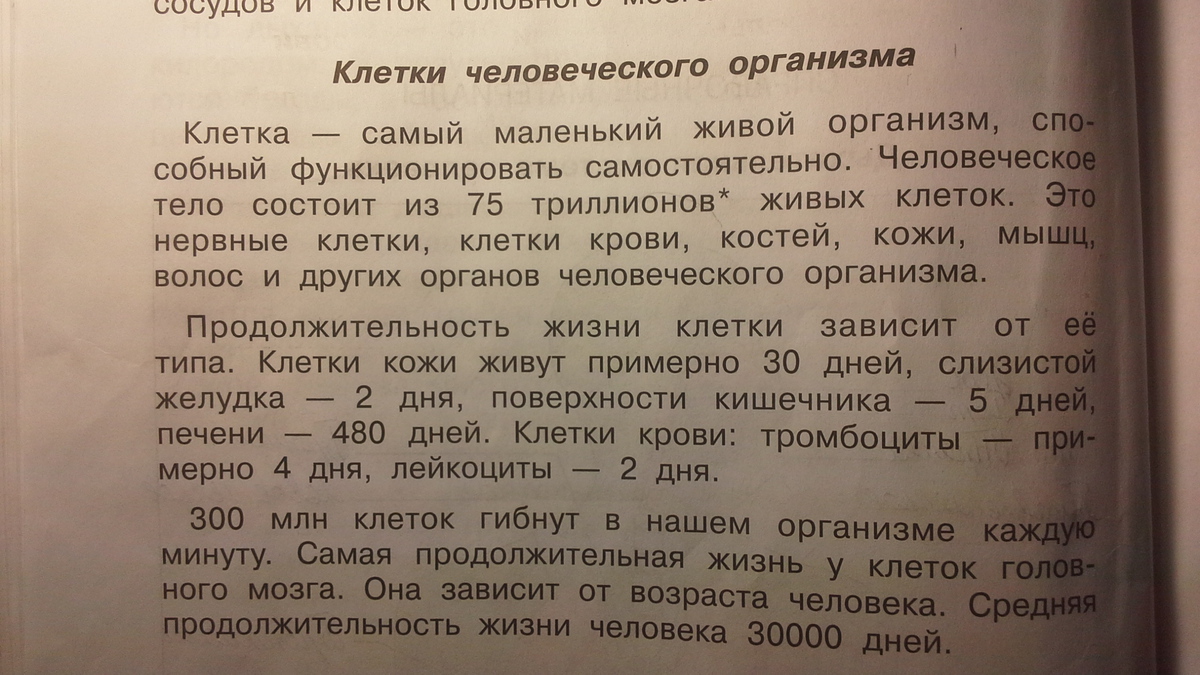 сосудов и клеток головного мозга.
Клетки человеческого организма
Клетка — самый маленький живой организм, спо-
собный функционировать самостоятельно. Человеческое
тело состоит из 75 триллионов* живых клеток. Это
нервные клетки, клетки крови, костей, кожи, мышц,
волос и других органов человеческого организма.
Продолжительность жизни клетки зависит от её
типа. Клетки кожи живут примерно 30 дней, слизистой
желудка — 2 дня, поверхности кишечника — 5 дней,
печени — 480 дней. Клетки крови: тромбоциты — при-
мерно 4 дня, лейкоциты — 2 дня.
300 млн клеток гибнут в нашем организме каждую
минуту. Самая продолжительная жизнь у клеток голов-
ного мозга. Она зависит от возраста человека. Средняя
продолжительность жизни человека 30000 дней.